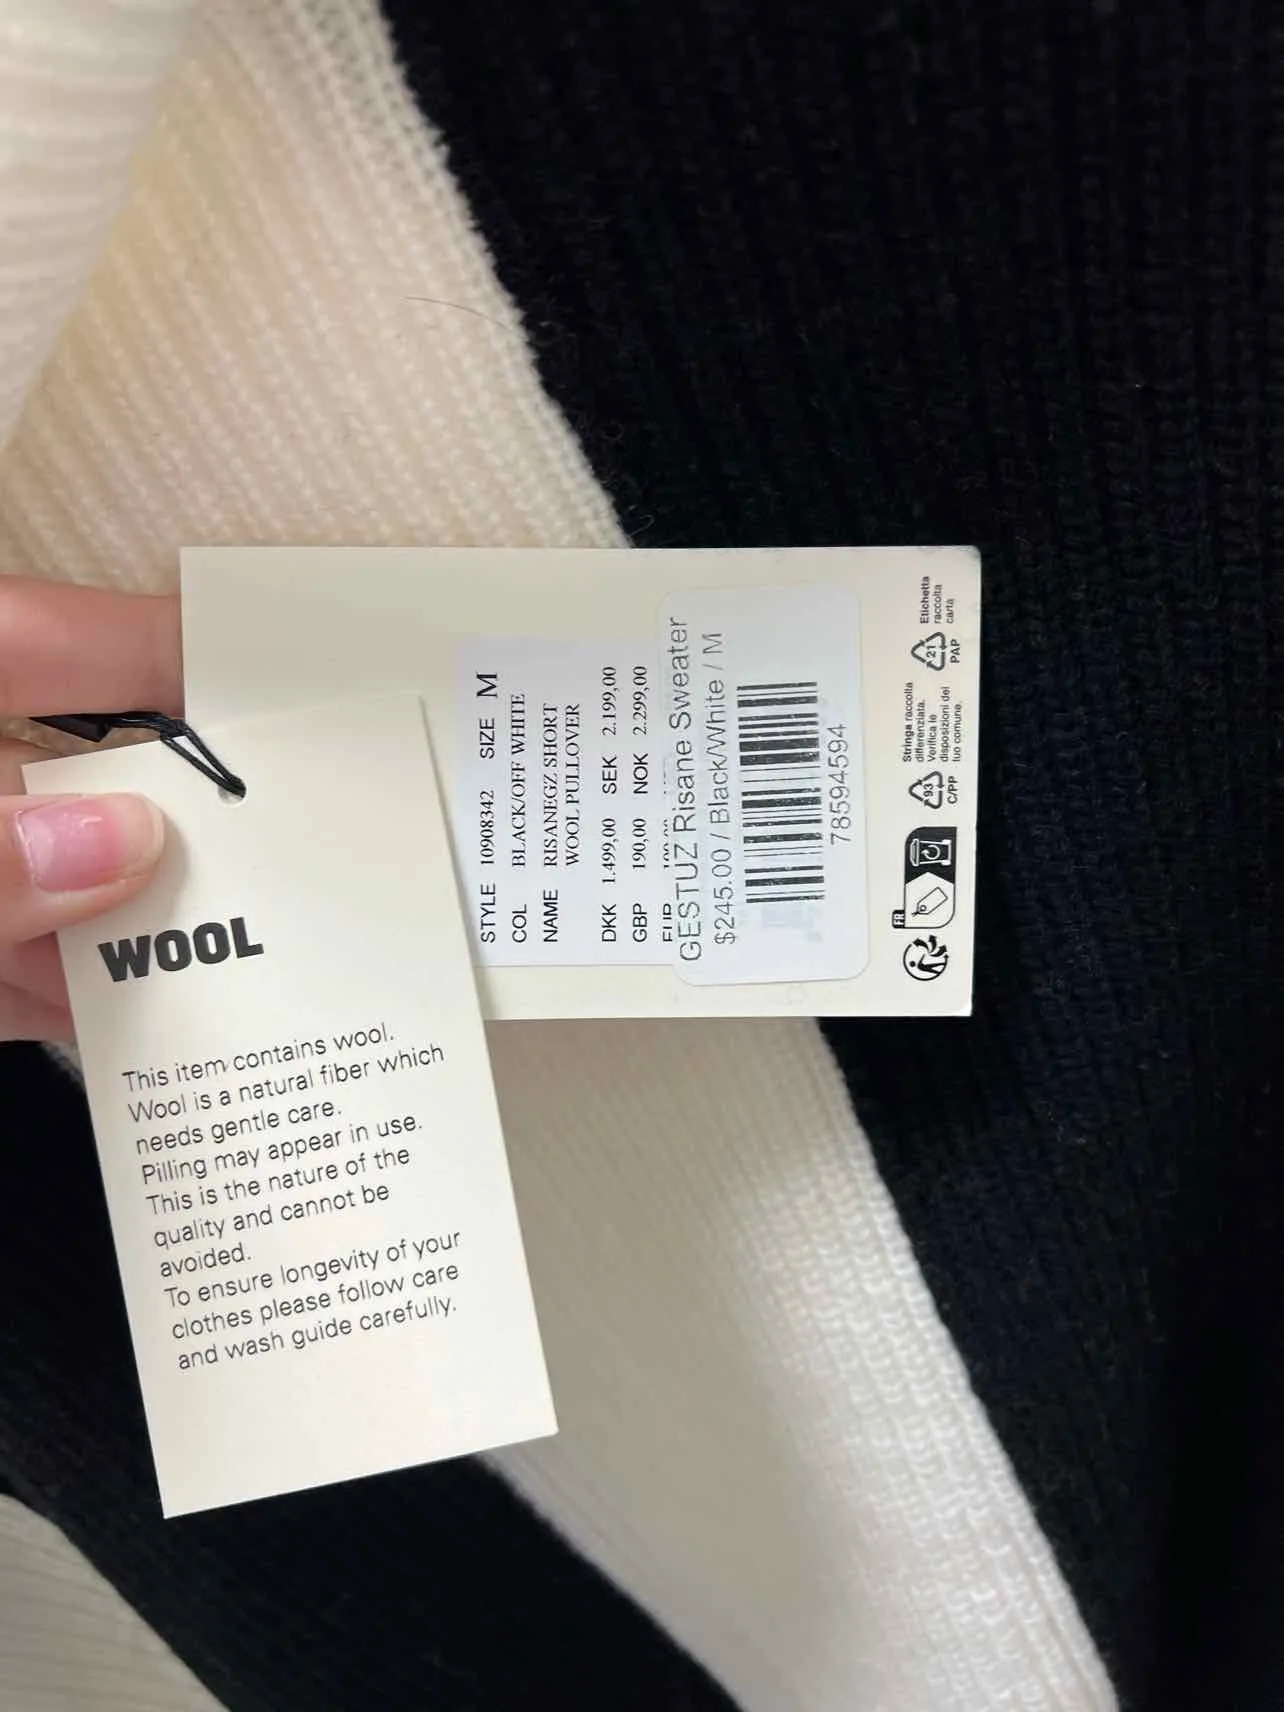 WOOL
This item contains wool.
Wool is a natural fiber which
needs gentle care.
Pilling may appear in use.
This is the nature of the
quality and cannot be
avoided.
To ensure longevity of your
clothes please follow care
and wash guide carefully.
STYLE 10908342 SIZE M
COL BLACK/OFF WHITE
NAME RISANEGZ SHORT
WOOL PULLOVER
DKK 1.499,00 SEK 2.199,00
GBP 190,00 NOK 2.299,00
EUR
GESTUZ Risane Sweater
$245.00 / Black/White / M
78594594
FR
93
C/PP
Stringa raccolta
differenziata.
Verifica le
disposizioni del
tuo comune.
21
PAP
Etichetta
raccolta
carta